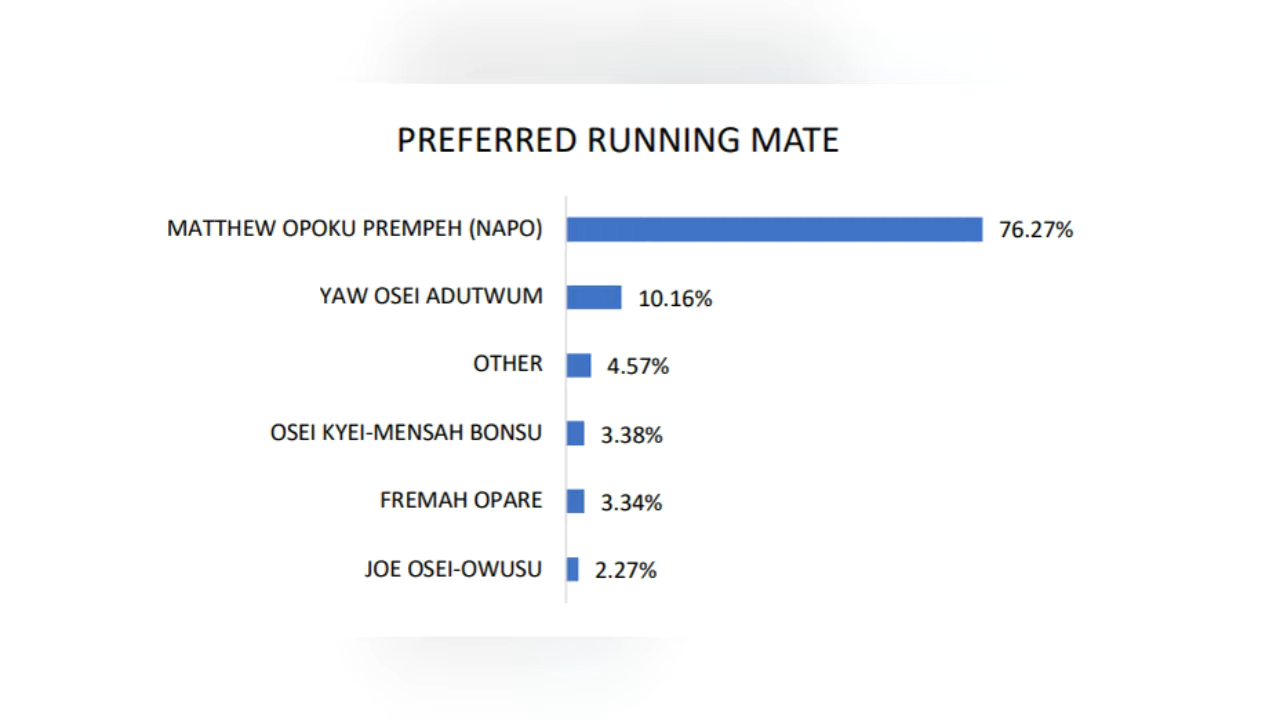 PREFERRED RUNNING MATE
MATTHEW OPOKU PREMPEH (NAPO) 76.27%
YAW OSEI ADUTWUM 10.16%
OTHER 4.57%
OSEI KYEI-MENSAH BONSU 3.38%
FREMAH OPARE 3.34%
JOE OSEI-OWUSU 2.27%